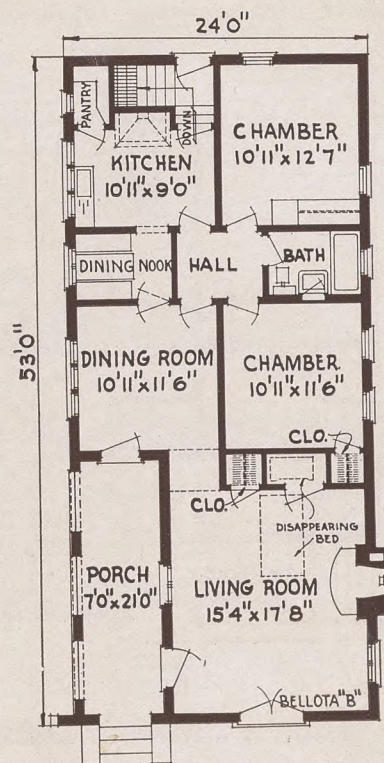 24'0"
53'0"
PANTRY
DOWN
CHAMBER
10'11"x12'7"
KITCHEN
10'11"x9'0"
DINING NOOK
HALL
BATH
DINING ROOM
10'11"x11'6"
CHAMBER
10'11"x11'6"
CLO.
CLO.
DISAPPEARING
BED
PORCH
7'0"x21'0"
LIVING ROOM
15'4"x17'8"
BELLOTA "B"